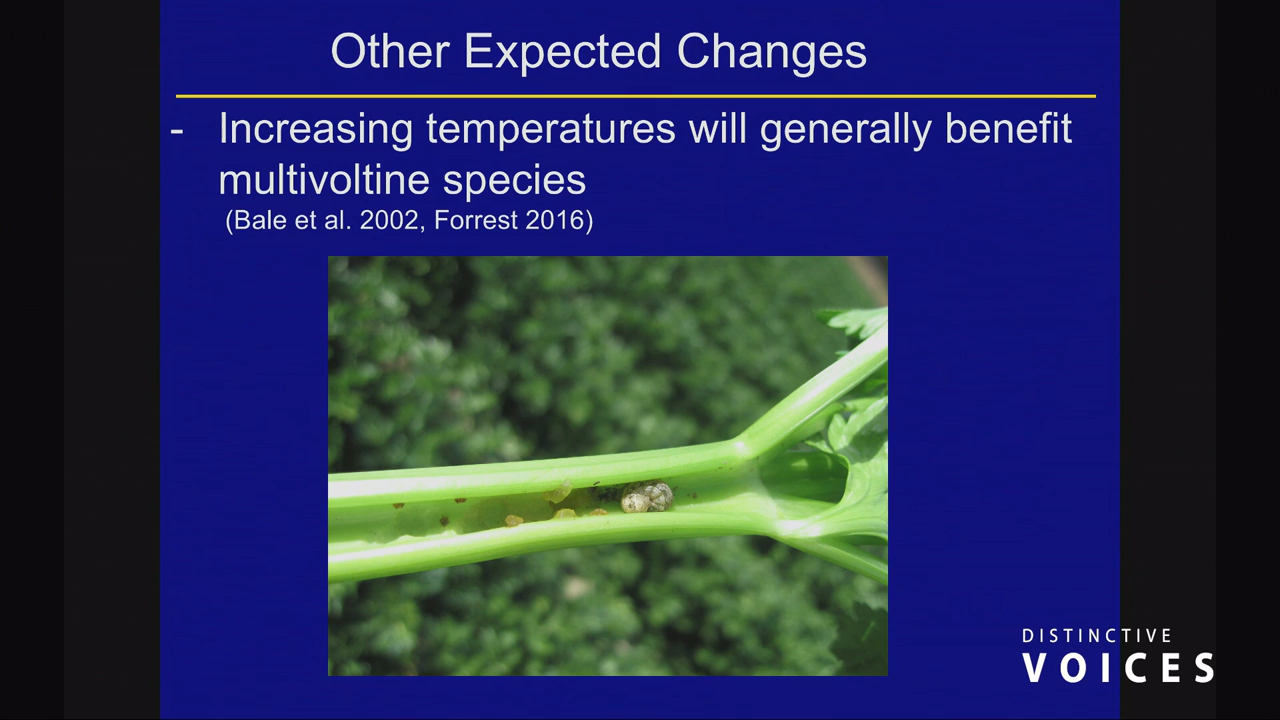 Other Expected Changes
- Increasing temperatures will generally benefit
multivoltine species
(Bale et al. 2002, Forrest 2016)
DISTINCTIVE
VOICES